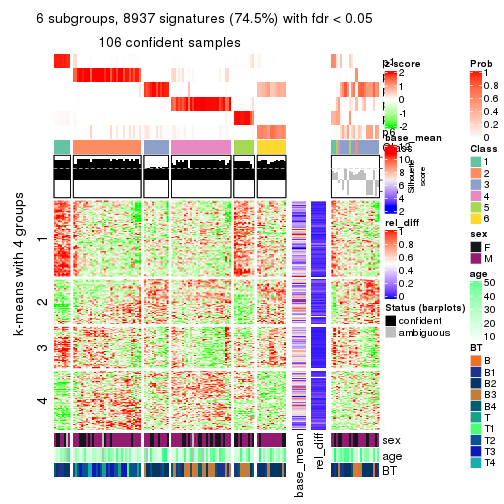 6 subgroups, 8937 signatures (74.5%) with fdr < 0.05
106 confident samples
k-means with 4 groups
1
2
3
4
p1
z-score
2
1
0
-1
-2
base_mean
12
10
8
6
4
2
Silhouette
score
rel_diff
1
0.8
0.6
0.4
0.2
0
Status (barplots)
confident
ambiguous
Prob
1
0.8
0.6
0.4
0.2
0
Class
1
2
3
4
5
6
sex
F
M
age
50
40
30
20
10
BT
B
B1
B2
B3
B4
T
T1
T2
T3
T4
sex
age
BT
base_mean
rel_diff